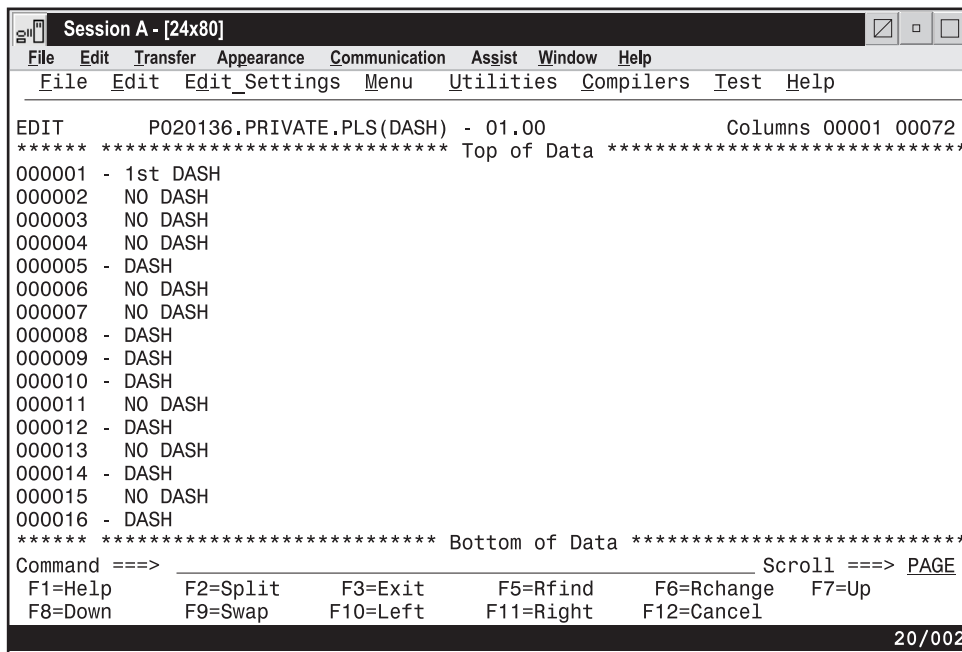 Session A - [24x80]
File Edit Transfer Appearance Communication Assist Window Help
File Edit Edit_Settings Menu Utilities Compilers Test Help
EDIT P020136.PRIVATE.PLS(DASH) - 01.00 Columns 00001 00072
****** ***************************** Top of Data ******************************
000001 - 1st DASH
000002 NO DASH
000003 NO DASH
000004 NO DASH
000005 - DASH
000006 NO DASH
000007 NO DASH
000008 - DASH
000009 - DASH
000010 - DASH
000011 NO DASH
000012 - DASH
000013 NO DASH
000014 - DASH
000015 NO DASH
000016 - DASH
****** **************************** Bottom of Data ****************************
Command ===> Scroll ===> PAGE
F1=Help F2=Split F3=Exit F5=Rfind F6=Rchange F7=Up
F8=Down F9=Swap F10=Left F11=Right F12=Cancel
20/002